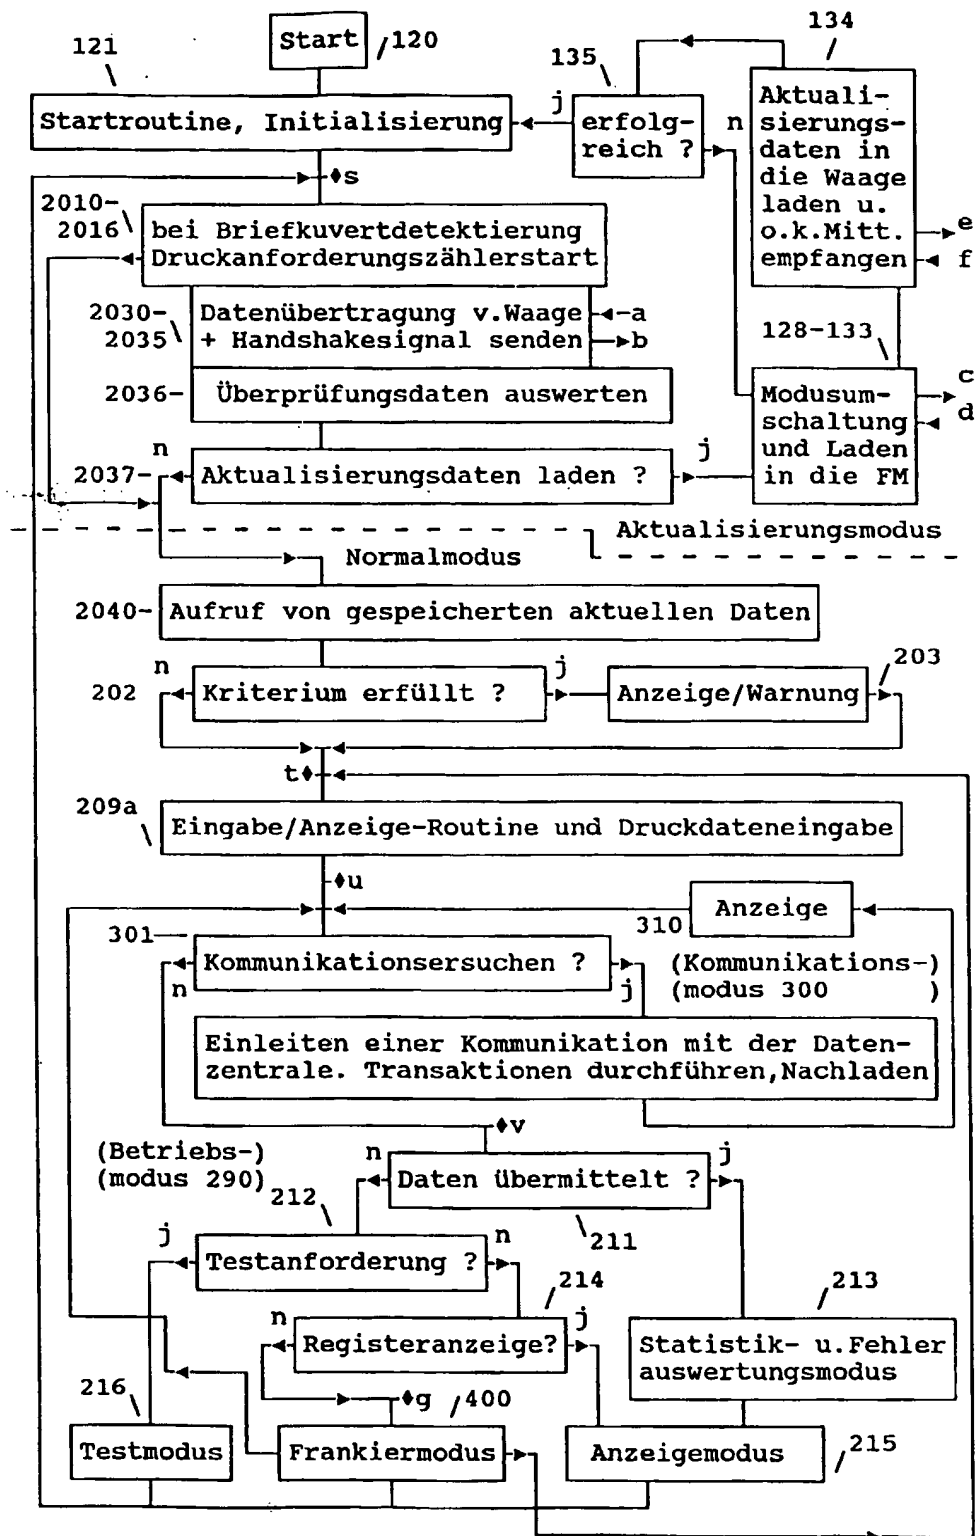 Start
120
121
Startroutine, Initialisierung
j
135
erfolg-
reich ?
n
134
Aktuali-
sierungs-
daten in
die Waage
laden u.
o.k.Mitt.
empfangen
e
f
s
2010-
2016
bei Briefkuvertdetektierung
Druckanforderungszählerstart
2030-
2035
Datenübertragung v.Waage
+ Handshakesignal senden
a
b
128-133
Modusum-
schaltung
und Laden
in die FM
c
d
2036-
Überprüfungsdaten auswerten
n
2037-
Aktualisierungsdaten laden ?
j
Aktualisierungsmodus
Normalmodus
2040-
Aufruf von gespeicherten aktuellen Daten
n
202
Kriterium erfüllt ?
j
Anzeige/Warnung
203
t
209a
Eingabe/Anzeige-Routine und Druckdateneingabe
u
Anzeige
310
301
Kommunikationsersuchen ?
n
j
(Kommunikations-)
(modus 300 )
Einleiten einer Kommunikation mit der Daten-
zentrale. Transaktionen durchführen,Nachladen
v
(Betriebs-)
(modus 290)
n
Daten übermittelt ?
j
211
212
j
Testanforderung ?
n
214
n
Registeranzeige?
j
213
Statistik- u.Fehler
auswertungsmodus
g
216
Testmodus
400
Frankiermodus
Anzeigemodus
215